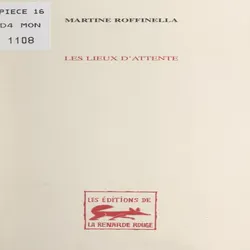 PIECE 16
D4 MON
1108
MARTINE ROFFINELLA
LES LIEUX D'ATTENTE
LES ÉDITIONS DE
LA RENARDE ROUGE